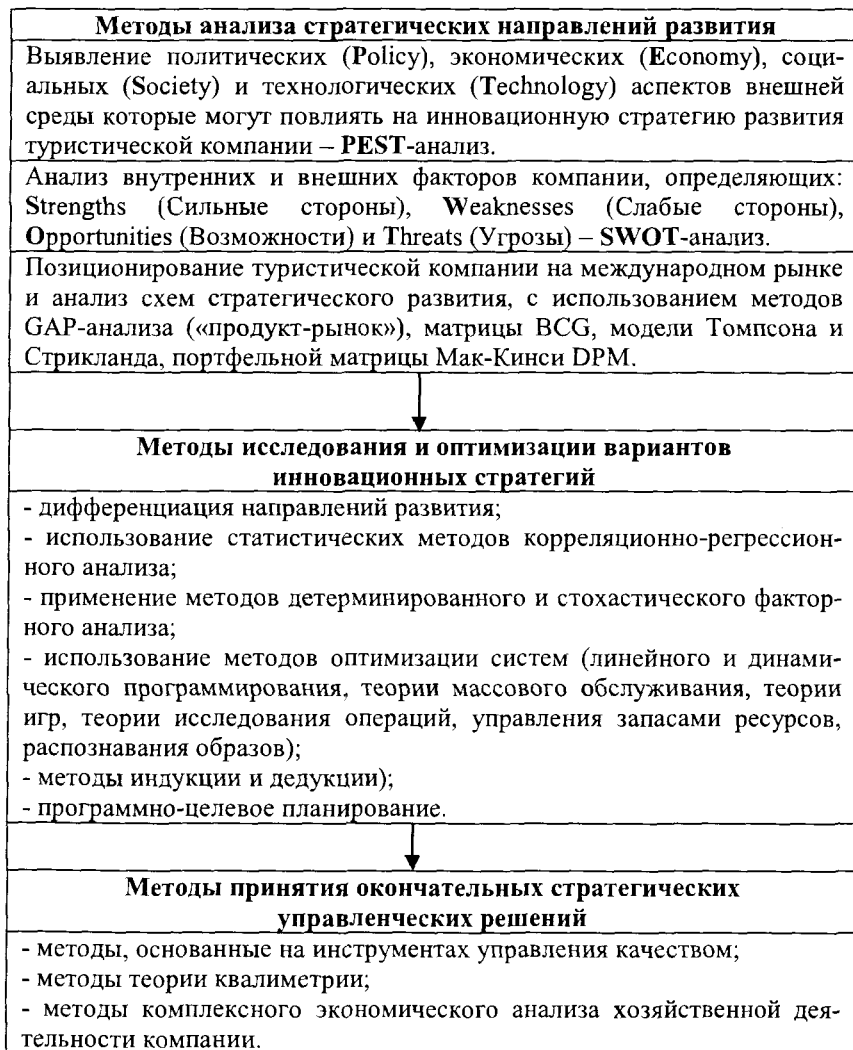 Методы анализа стратегических направлений развития
Выявление политических (Policy), экономических (Economy), соци-
альных (Society) и технологических (Technology) аспектов внешней
среды которые могут повлиять на инновационную стратегию развития
туристической компании – PEST-анализ.
Анализ внутренних и внешних факторов компании, определяющих:
Strengths (Сильные стороны), Weaknesses (Слабые стороны),
Opportunities (Возможности) и Threats (Угрозы) – SWOT-анализ.
Позиционирование туристической компании на международном рынке
и анализ схем стратегического развития, с использованием методов
GAP-анализа («продукт-рынок»), матрицы BCG, модели Томпсона и
Стрикланда, портфельной матрицы Мак-Кинси DPM.
Методы исследования и оптимизации вариантов
инновационных стратегий
- дифференциация направлений развития;
- использование статистических методов корреляционно-регрессион-
ного анализа;
- применение методов детерминированного и стохастического фактор-
ного анализа;
- использование методов оптимизации систем (линейного и динами-
ческого программирования, теории массового обслуживания, теории
игр, теории исследования операций, управления запасами ресурсов,
распознавания образов);
- методы индукции и дедукции);
- программно-целевое планирование.
Методы принятия окончательных стратегических
управленческих решений
- методы, основанные на инструментах управления качеством;
- методы теории квалиметрии;
- методы комплексного экономического анализа хозяйственной дея-
тельности компании.